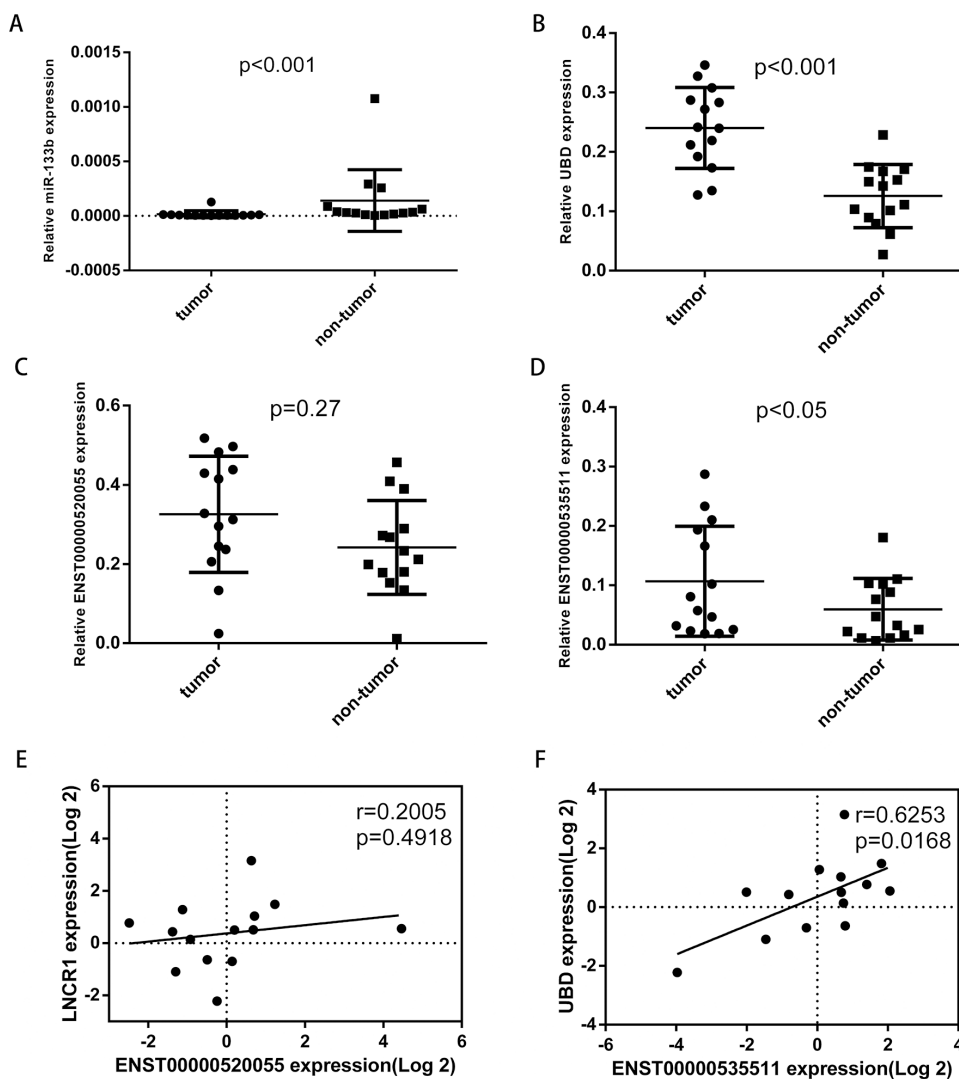 A
Relative miR-133b expression
0.0015
0.0010
0.0005
0.0000
-0.0005
p<0.001
tumor
non-tumor
B
Relative UBD expression
0.4
0.3
0.2
0.1
0.0
p<0.001
tumor
non-tumor
C
Relative ENST00000520055 expression
0.6
0.4
0.2
0.0
p=0.27
tumor
non-tumor
D
Relative ENST00000535511 expression
0.4
0.3
0.2
0.1
0.0
p<0.05
tumor
non-tumor
E
LNCR1 expression(Log 2)
6
4
2
0
-2
r=0.2005
p=0.4918
-2
0
2
4
6
ENST00000520055 expression(Log 2)
F
UBD expression(Log 2)
4
2
0
-2
-4
r=0.6253
p=0.0168
-6
-4
-2
0
2
4
ENST00000535511 expression(Log 2)